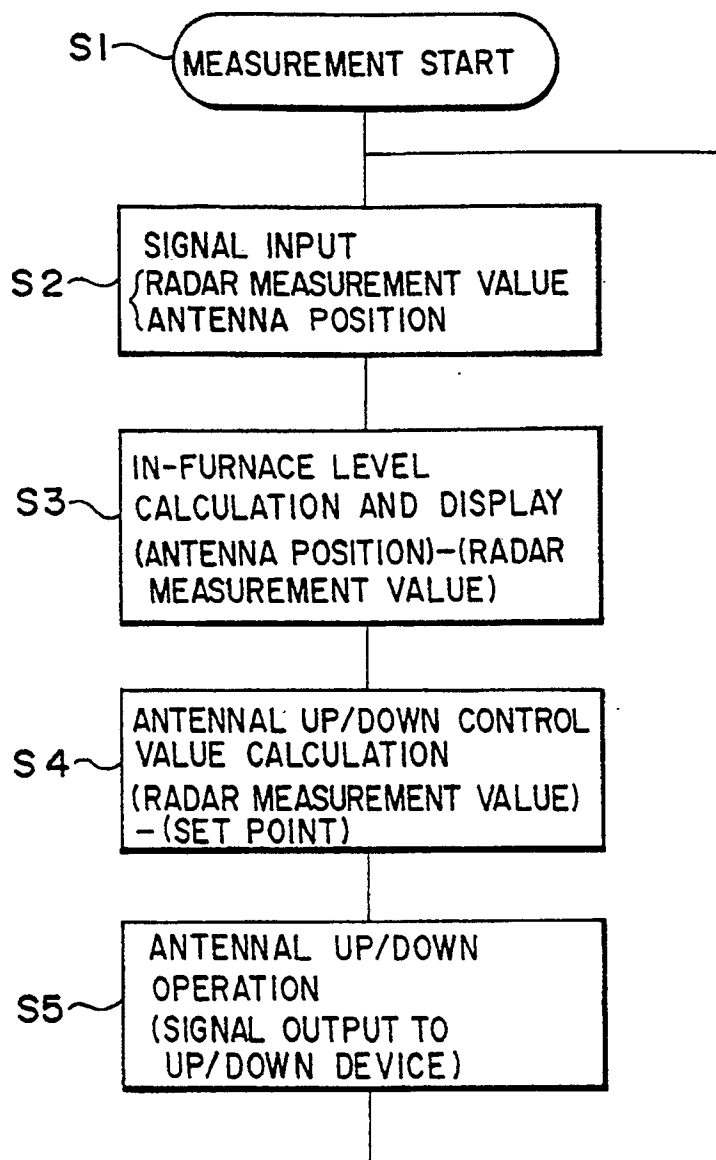 S1
MEASUREMENT START
SIGNAL INPUT
S2
RADAR MEASUREMENT VALUE
ANTENNA POSITION
IN-FURNACE LEVEL
S3
CALCULATION AND DISPLAY
(ANTENNA POSITION)-(RADAR
MEASUREMENT VALUE)
ANTENNAL UP/DOWN CONTROL
S4
VALUE CALCULATION
(RADAR MEASUREMENT VALUE)
-(SET POINT)
ANTENNAL UP/DOWN
S5
OPERATION
(SIGNAL OUTPUT TO
UP/DOWN DEVICE)